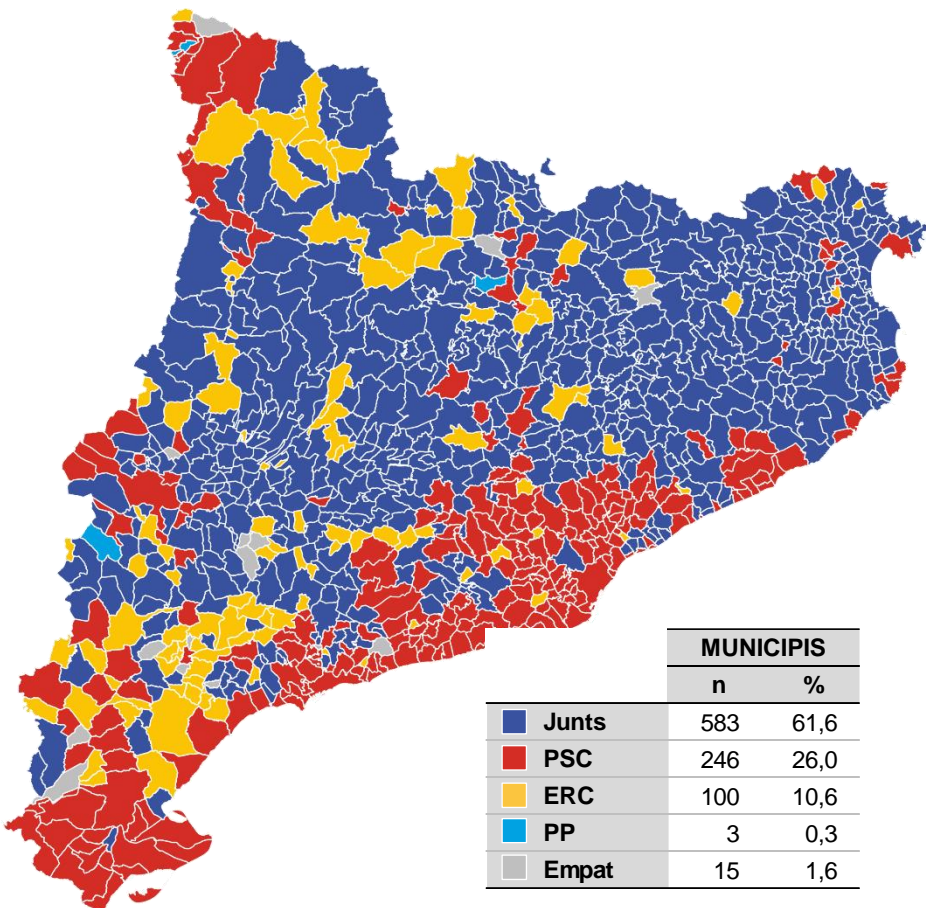 MUNICIPIS
n %
Junts 583 61,6
PSC 246 26,0
ERC 100 10,6
PP 3 0,3
Empat 15 1,6